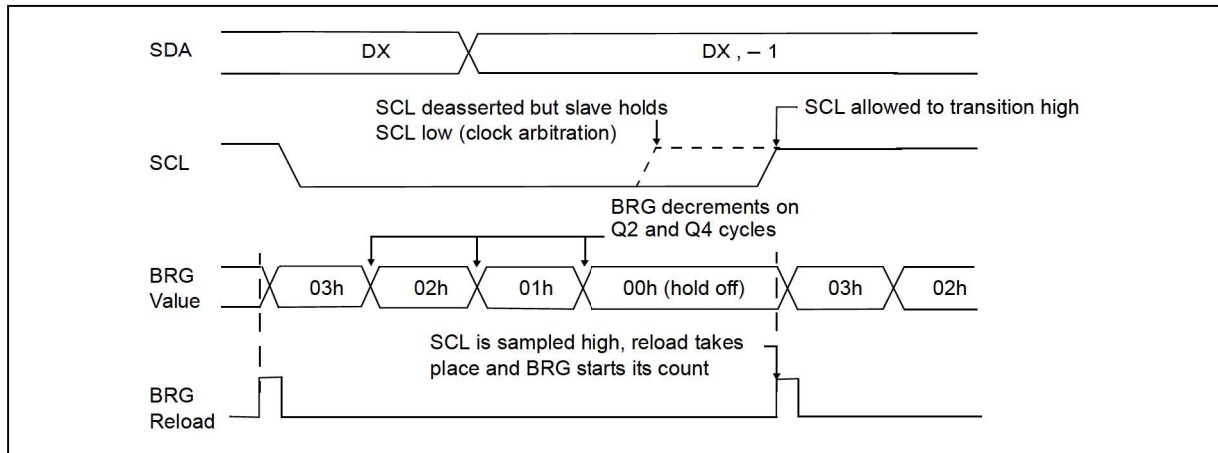 SDA
DX
DX , – 1
SCL deasserted but slave holds
SCL low (clock arbitration)
SCL allowed to transition high
SCL
BRG decrements on
Q2 and Q4 cycles
BRG
Value
03h
02h
01h
00h (hold off)
03h
02h
SCL is sampled high, reload takes
place and BRG starts its count
BRG
Reload